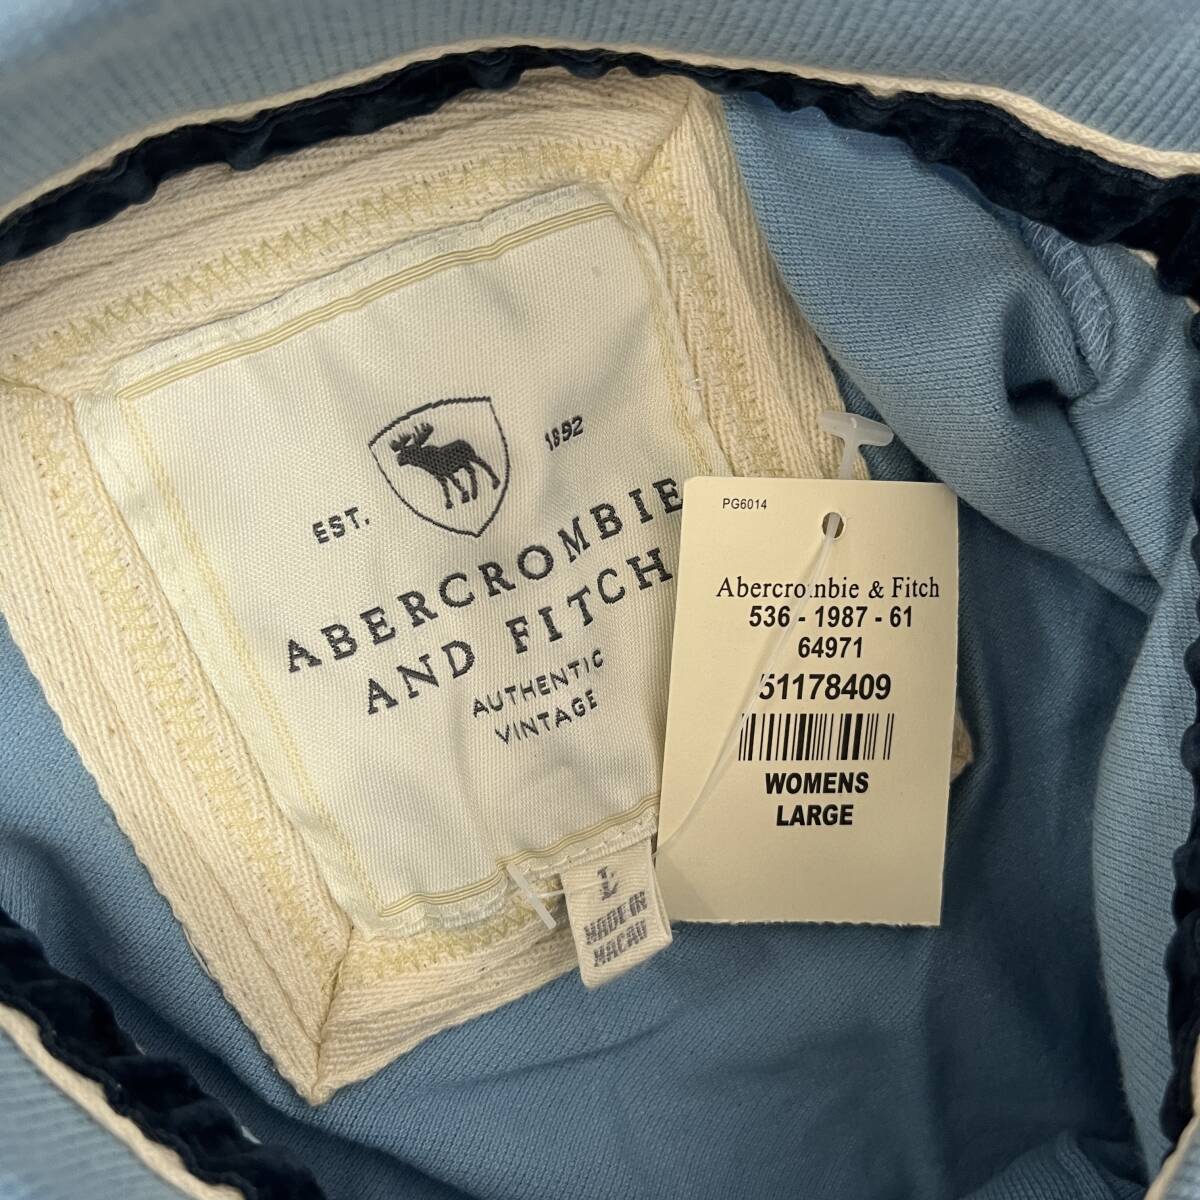 EST.
1892
ABERCROMBIE
AND FITCH
AUTHENTIC
VINTAGE
L
MADE IN
MACAU
PG6014
Abercrombie & Fitch
536 - 1987 - 61
64971
51178409
WOMENS
LARGE